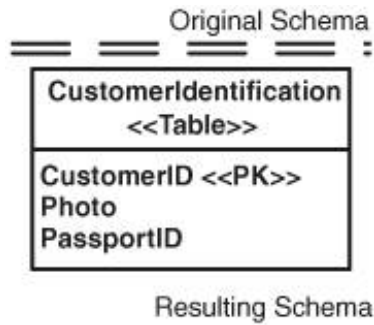 Original Schema
CustomerIdentification
<<Table>>
CustomerID <<PK>>
Photo
PassportID
Resulting Schema